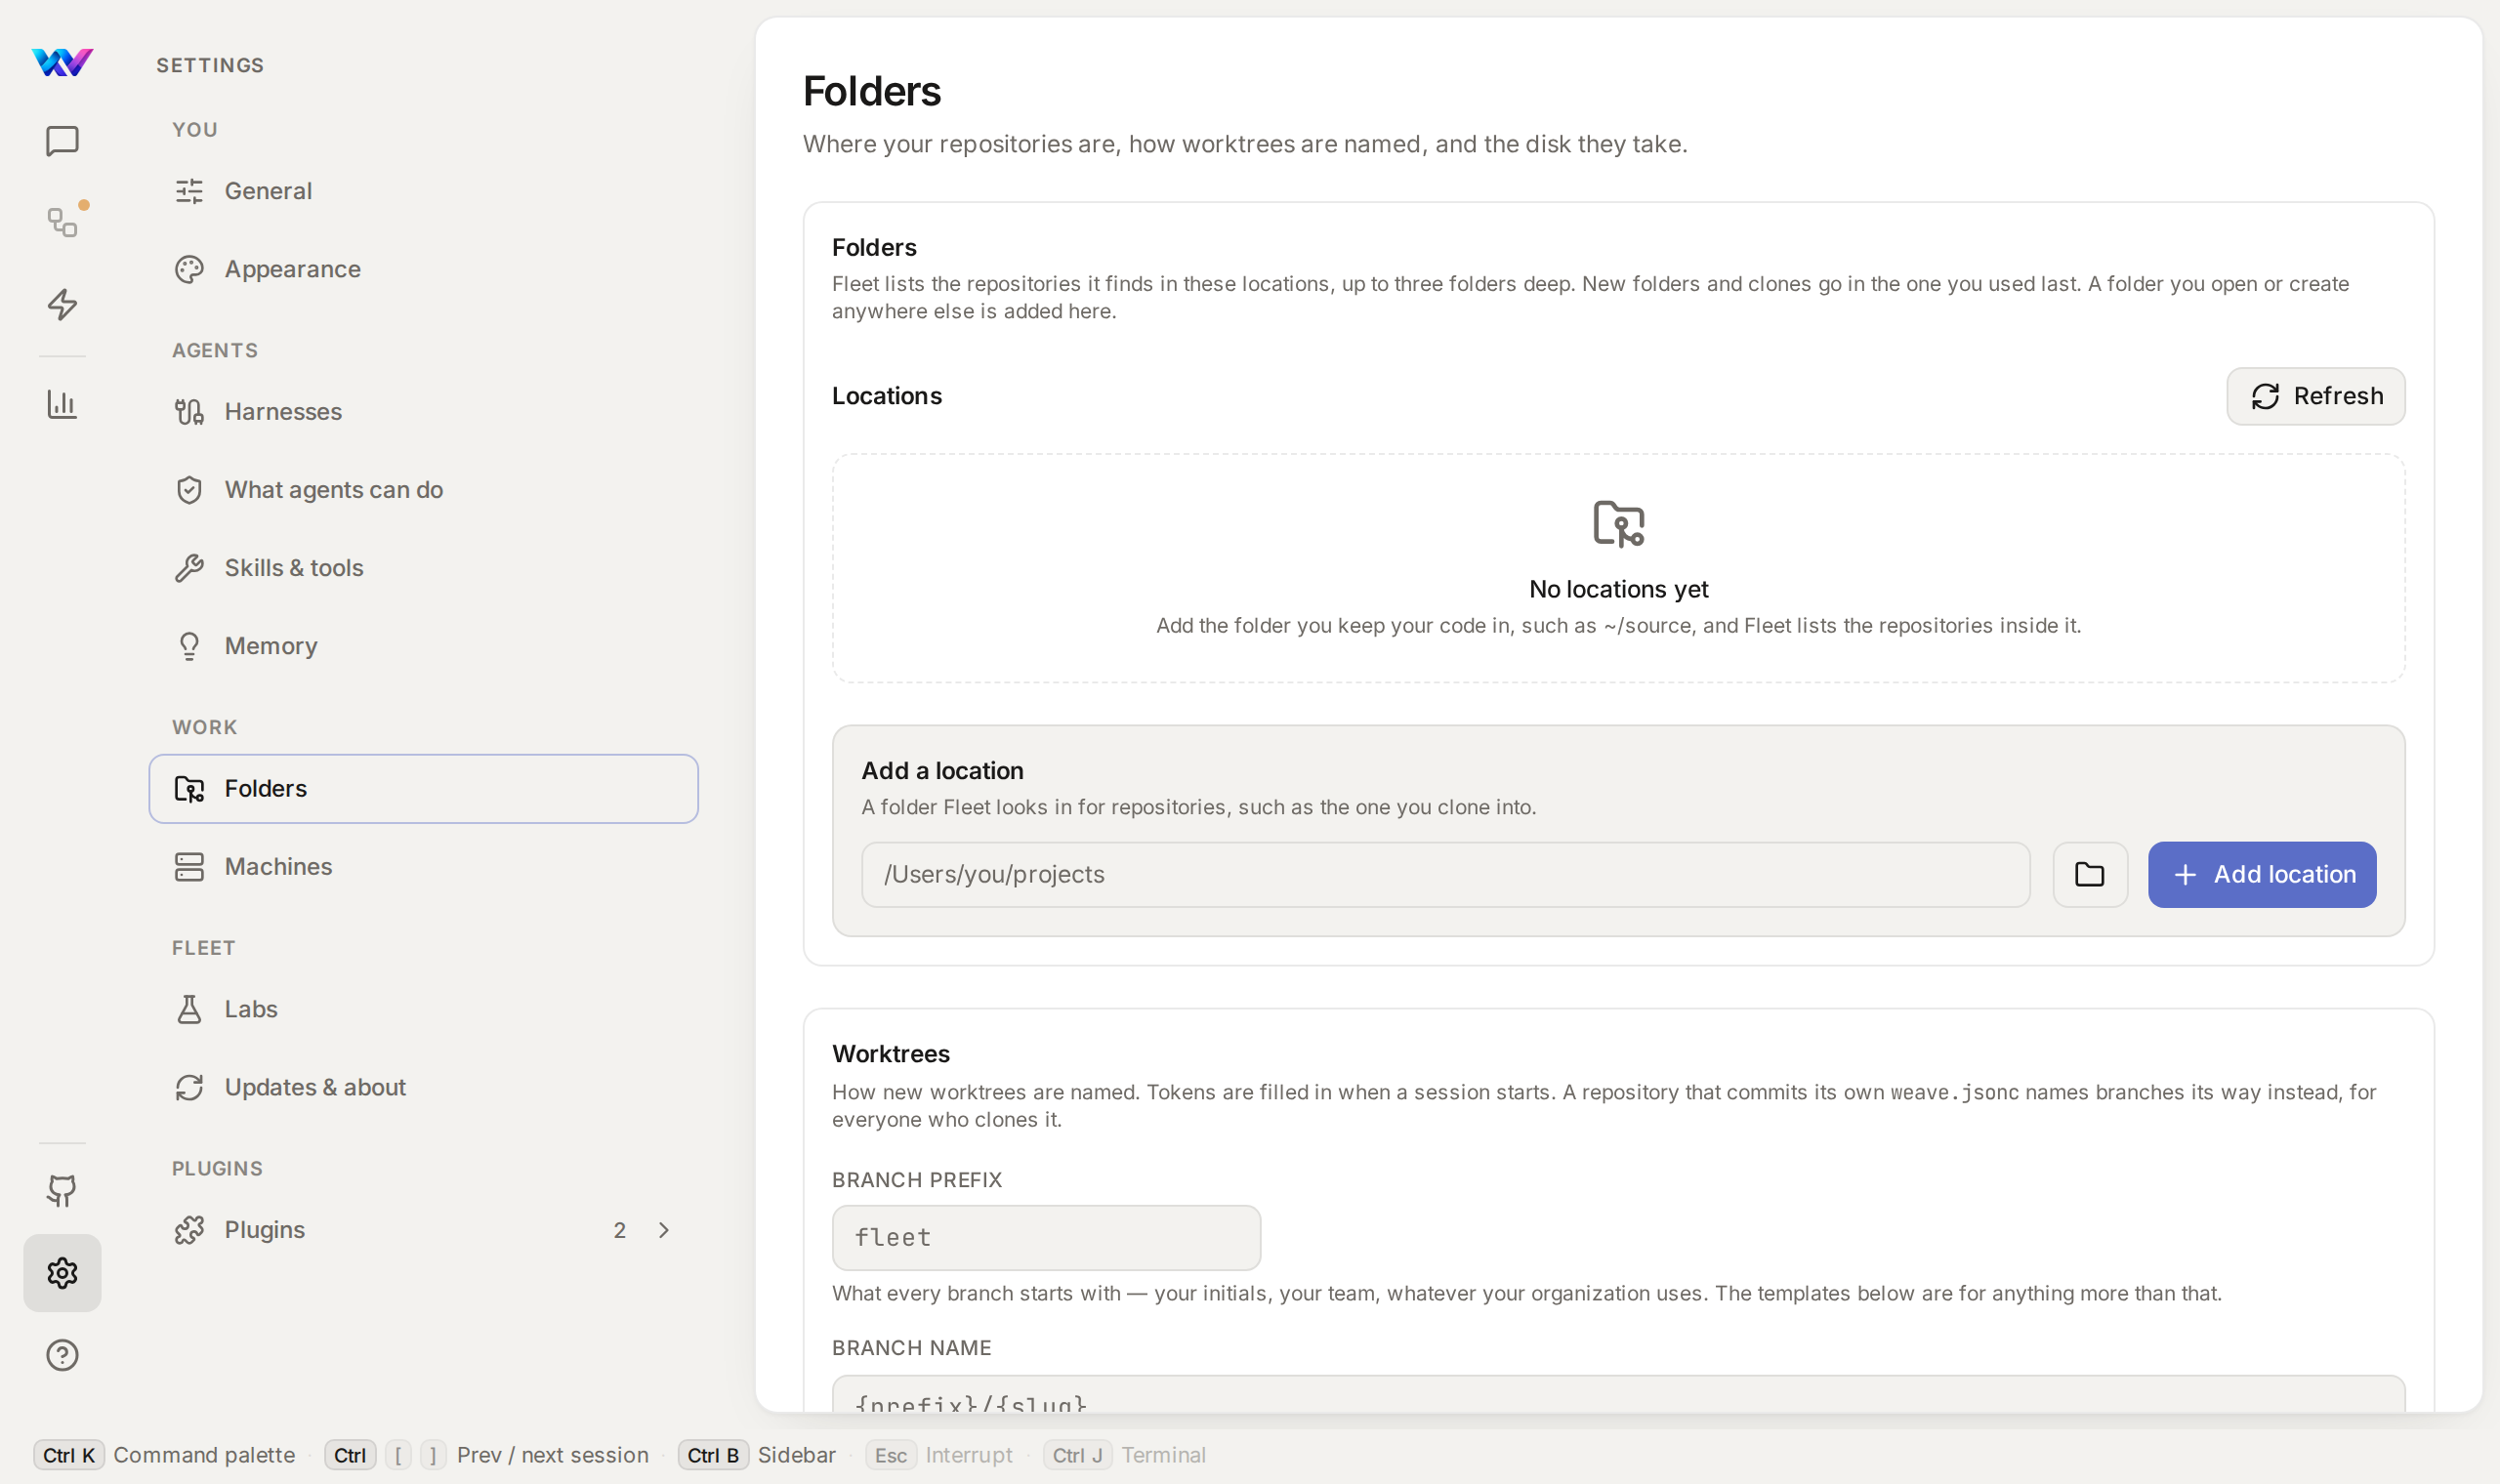 SETTINGS
YOU
General
Appearance
AGENTS
Harnesses
What agents can do
Skills & tools
Memory
WORK
Folders
Machines
FLEET
Labs
Updates & about
PLUGINS
Plugins 2
Folders
Where your repositories are, how worktrees are named, and the disk they take.
Folders
Fleet lists the repositories it finds in these locations, up to three folders deep. New folders and clones go in the one you used last. A folder you open or create
anywhere else is added here.
Locations
Refresh
No locations yet
Add the folder you keep your code in, such as ~/source, and Fleet lists the repositories inside it.
Add a location
A folder Fleet looks in for repositories, such as the one you clone into.
/Users/you/projects
Add location
Worktrees
How new worktrees are named. Tokens are filled in when a session starts. A repository that commits its own weave.jsonc names branches its way instead, for
everyone who clones it.
BRANCH PREFIX
fleet
What every branch starts with — your initials, your team, whatever your organization uses. The templates below are for anything more than that.
BRANCH NAME
{prefix}/{slug}
Ctrl K Command palette · Ctrl [ ] Prev / next session · Ctrl B Sidebar · Esc Interrupt · Ctrl J Terminal